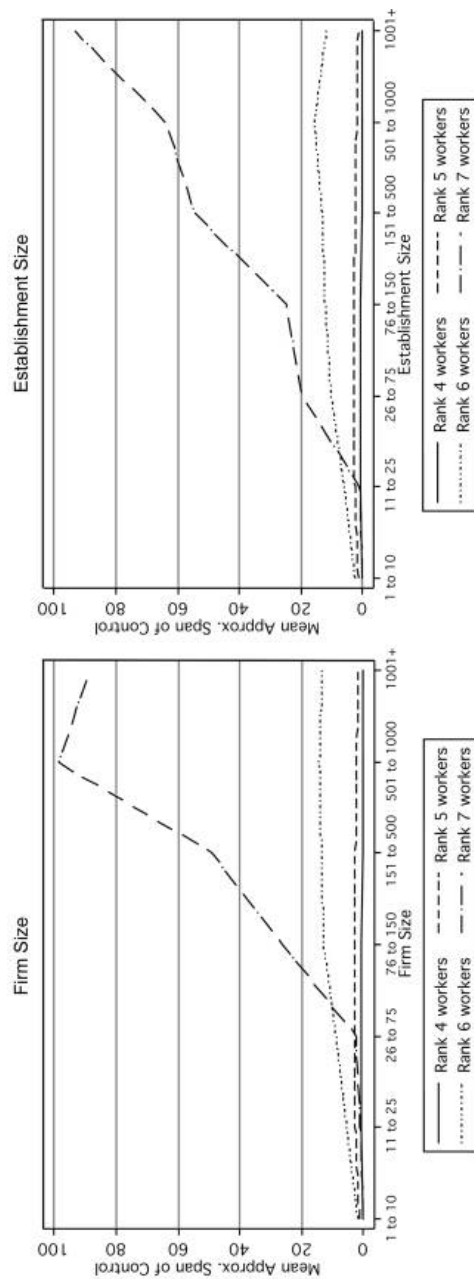 Firm Size
Mean Approx. Span of Control
100
80
60
40
20
0
1 to 10
11 to 25
26 to 75
76 to 150
151 to 500
501 to 1000
1001+
Firm Size
Rank 4 workers
Rank 5 workers
Rank 6 workers
Rank 7 workers
Establishment Size
Mean Approx. Span of Control
100
80
60
40
20
0
1 to 10
11 to 25
26 to 75
76 to 150
151 to 500
501 to 1000
1001+
Establishment Size
Rank 4 workers
Rank 5 workers
Rank 6 workers
Rank 7 workers